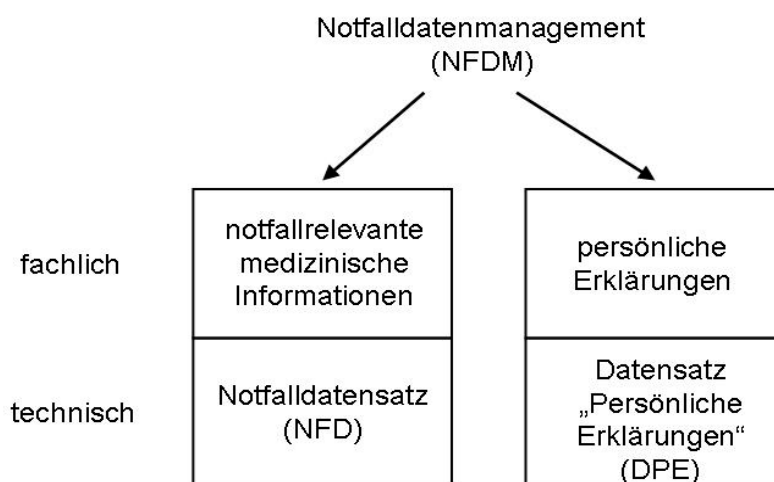 Notfalldatenmanagement
(NFDM)
fachlich
notfallrelevante
medizinische
Informationen
persönliche
Erklärungen
technisch
Notfalldatensatz
(NFD)
Datensatz
„Persönliche
Erklärungen“
(DPE)